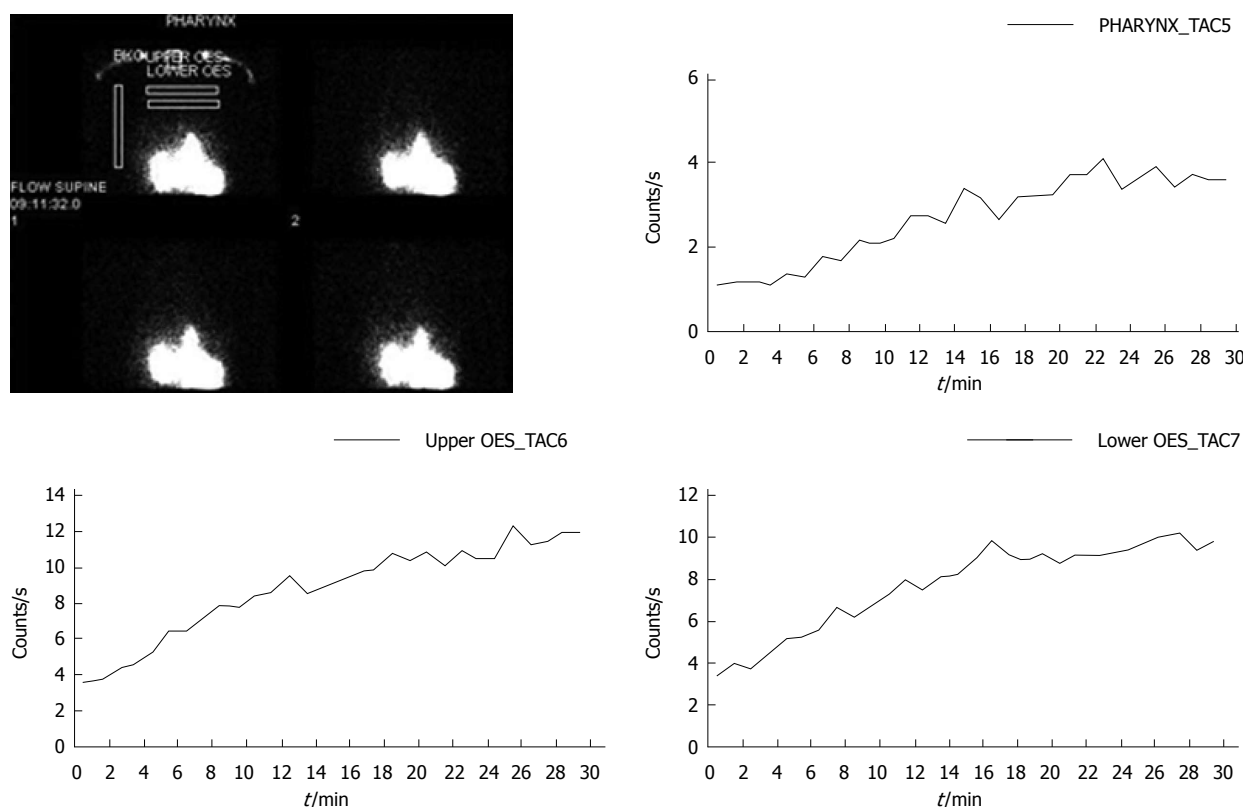 PHARYNX
BKG UPPER OES
LOWER OES
FLOW SUPINE
09:11:32.0
1
2
PHARYNX_TAC5
6
4
2
0
Counts/s
0 2 4 6 8 10 12 14 16 18 20 22 24 26 28 30
t/min
Upper OES_TAC6
14
12
10
8
6
4
2
0
Counts/s
0 2 4 6 8 10 12 14 16 18 20 22 24 26 28 30
t/min
Lower OES_TAC7
12
10
8
6
4
2
0
Counts/s
0 2 4 6 8 10 12 14 16 18 20 22 24 26 28 30
t/min